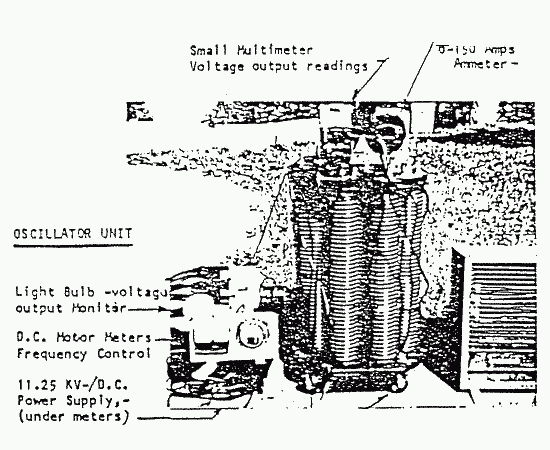 Small Multimeter
Voltage output readings
0-150 Amps
Ammeter-
OSCILLATOR UNIT
Light Bulb -voltage
output Monitor
D.C. Motor Meters
Frequency Control
11.25 KV-/D.C.
Power Supply,-
(under meters)